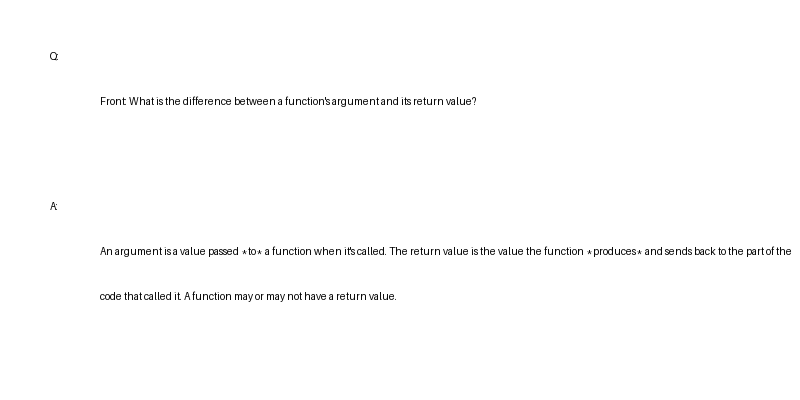 Q:
Front: What is the difference between a function's argument and its return value?
A:
An argument is a value passed *to* a function when it's called. The return value is the value the function *produces* and sends back to the part of the
code that called it. A function may or may not have a return value.